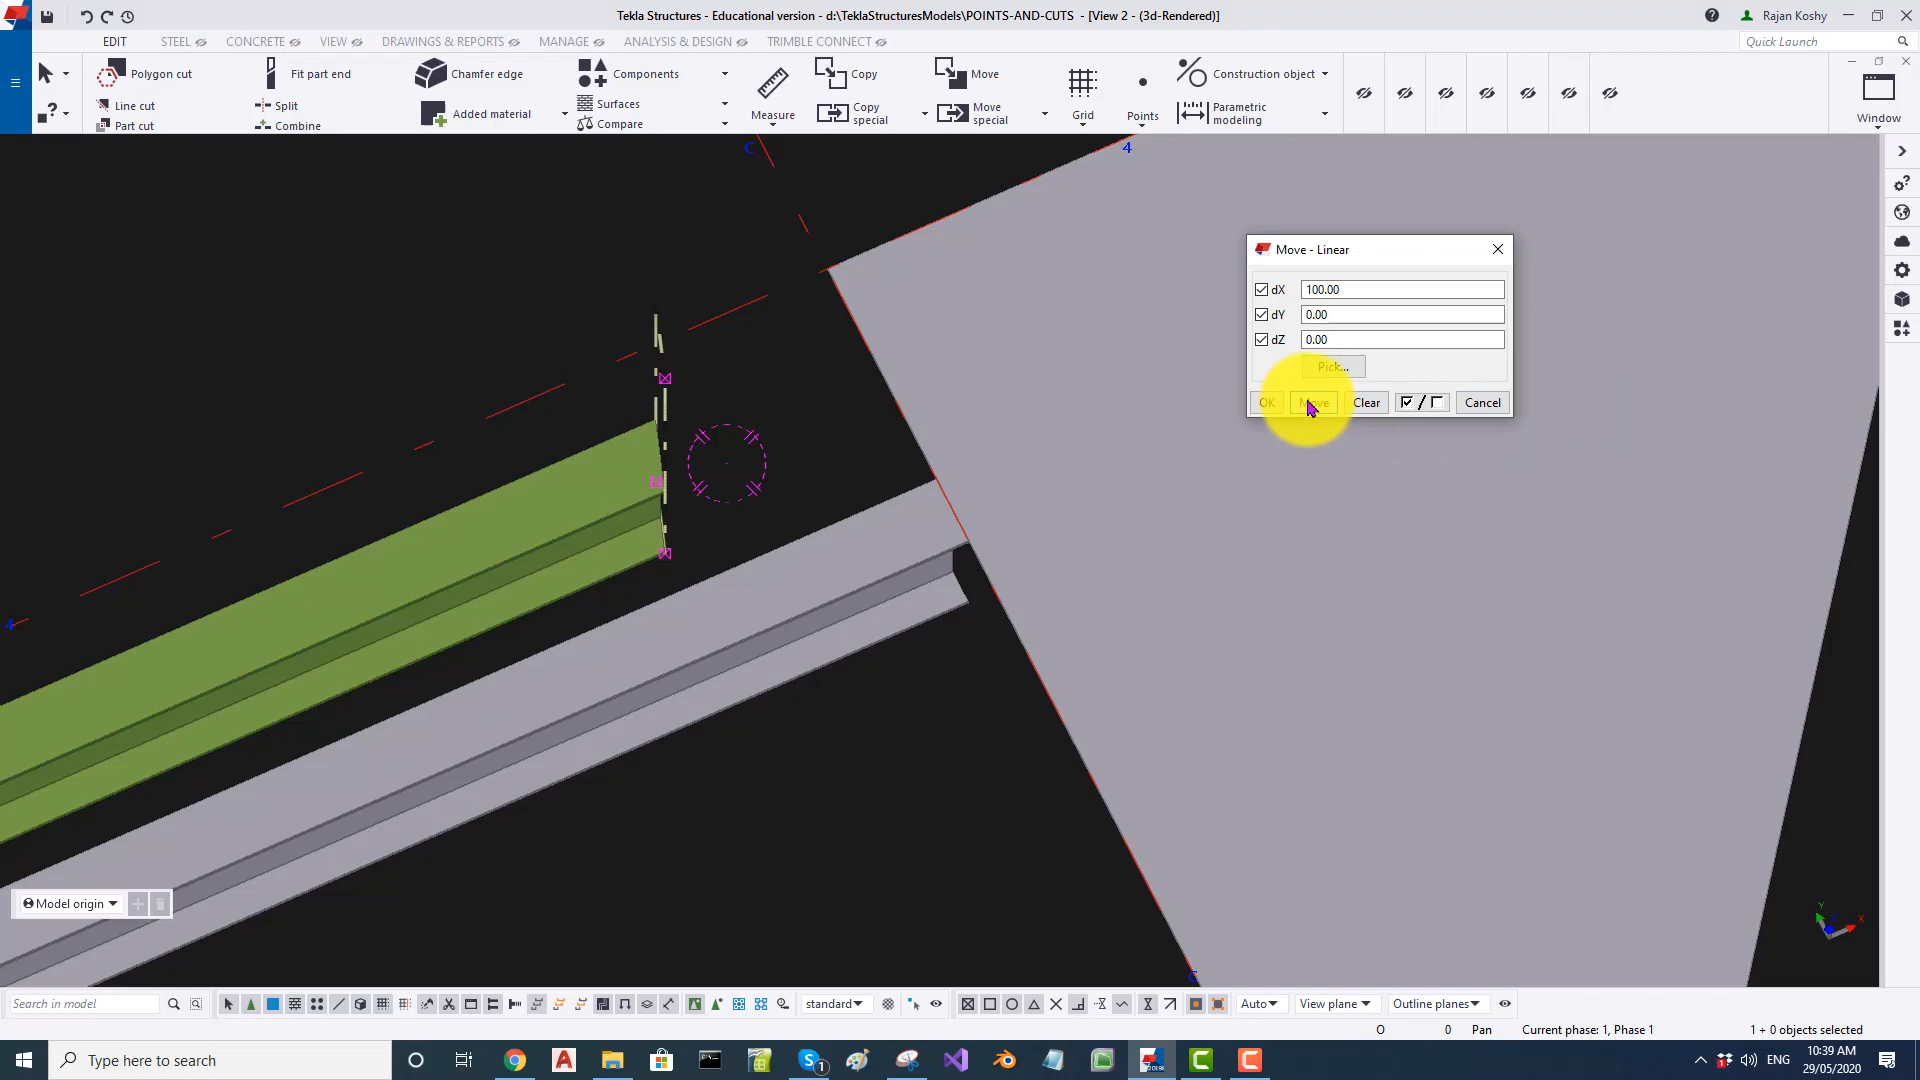 Tekla Structures - Educational version - d:\TeklaStructuresModels\POINTS-AND-CUTS - [View 2 - (3d-Rendered)]
Rajan Koshy
EDIT
STEEL
CONCRETE
VIEW
DRAWINGS & REPORTS
MANAGE
ANALYSIS & DESIGN
TRIMBLE CONNECT
Quick Launch
Polygon cut
Line cut
Part cut
Fit part end
Split
Combine
Chamfer edge
Added material
Components
Surfaces
Compare
Measure
Copy
Copy special
Move
Move special
Grid
Points
Construction object
Parametric modeling
Window
C
4
Move - Linear
dX 100.00
dY 0.00
dZ 0.00
Pick...
OK
Move
Clear
/
Cancel
4
Model origin
C
Y
X
Z
Search in model
standard
Auto
View plane
Outline planes
O
0
Pan
Current phase: 1, Phase 1
1 + 0 objects selected
Type here to search
1
2019i
ENG
10:39 AM
29/05/2020